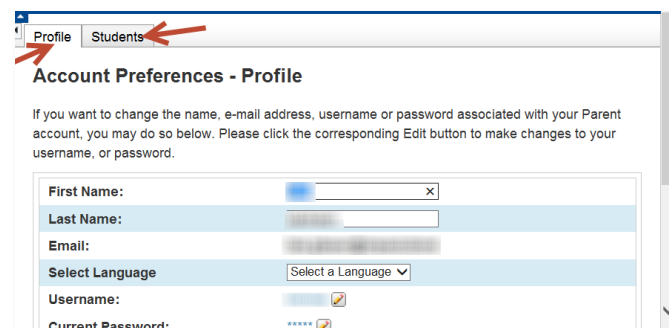 Profile Students
Account Preferences - Profile
If you want to change the name, e-mail address, username or password associated with your Parent
account, you may do so below. Please click the corresponding Edit button to make changes to your
username, or password.
First Name: ×
Last Name:
Email:
Select Language Select a Language
Username:
Current Password: *****